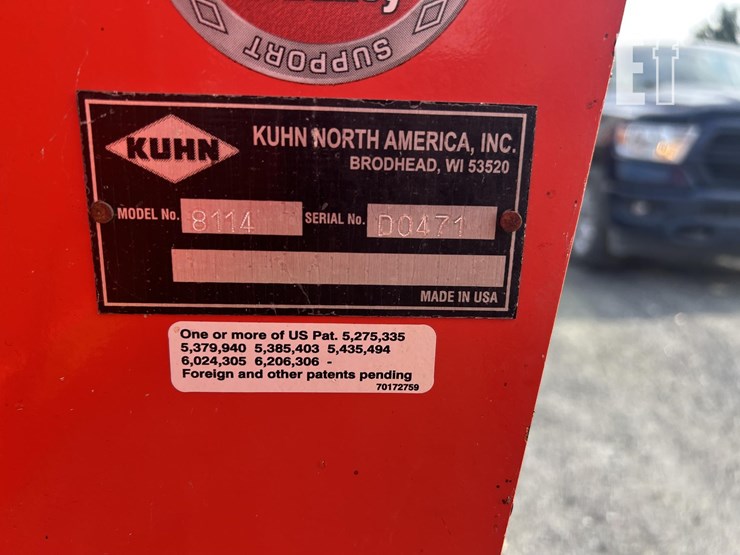 SUPPORT
ET
KUHN
KUHN NORTH AMERICA, INC.
BRODHEAD, WI 53520
MODEL No. 8114 SERIAL No. D0471
MADE IN USA
One or more of US Pat. 5,275,335
5,379,940 5,385,403 5,435,494
6,024,305 6,206,306 -
Foreign and other patents pending
70172759